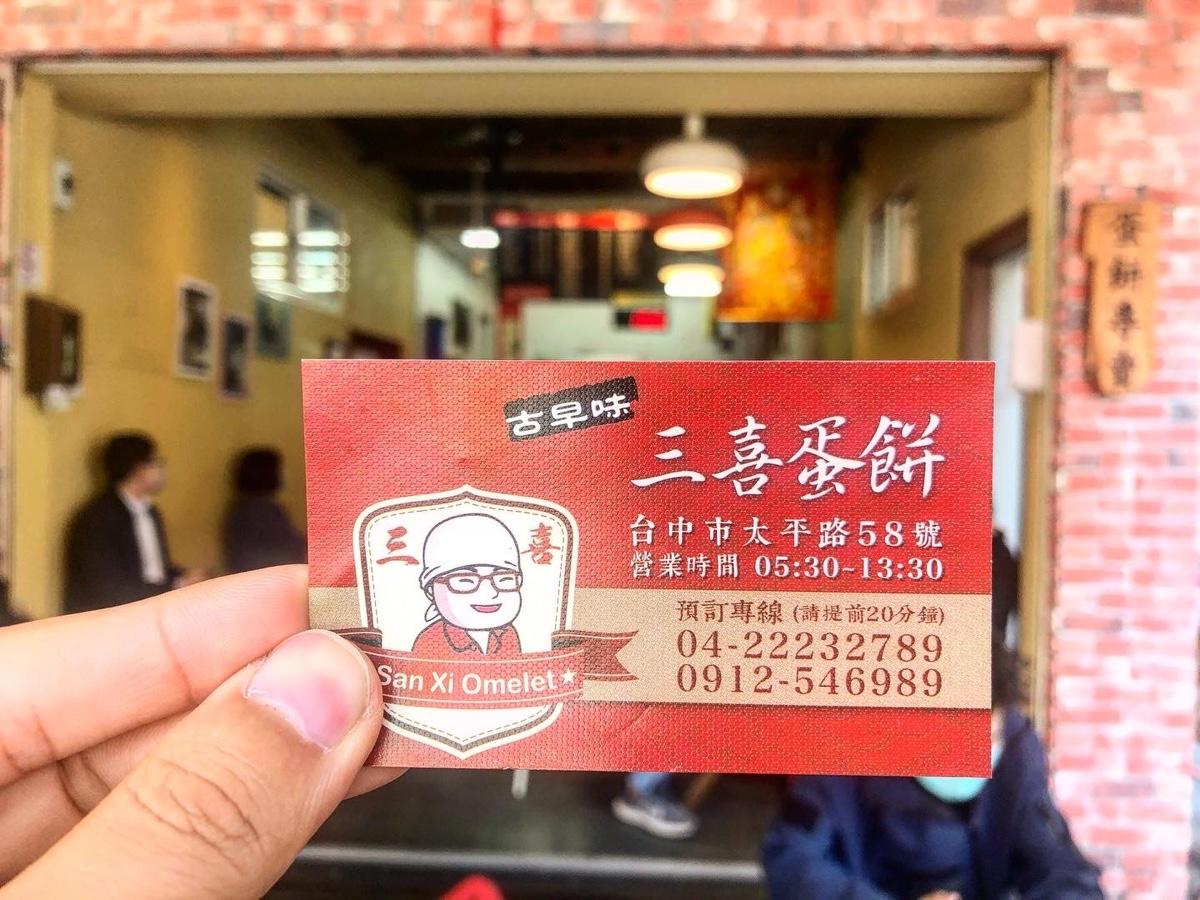 古早味
三喜蛋餅
台中市太平路58號
營業時間 05:30~13:30
預訂專線 (請提前20分鐘)
04-22232789
0912-546989
三喜
San Xi Omelet★
蛋餅專賣